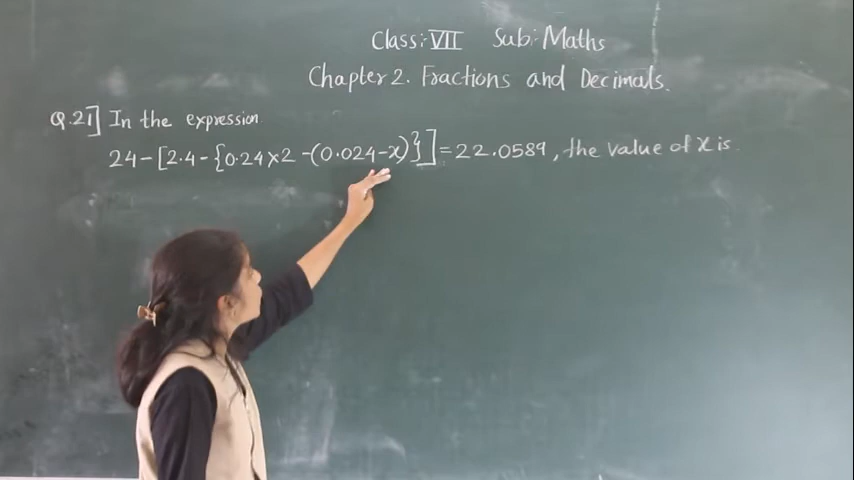 Class:- VII Sub:- Maths
Chapter 2. Fractions and Decimals.
Q.21] In the expression
24-[2.4-{0.24×2-(0.024-x)}]=22.0589, the value of x is